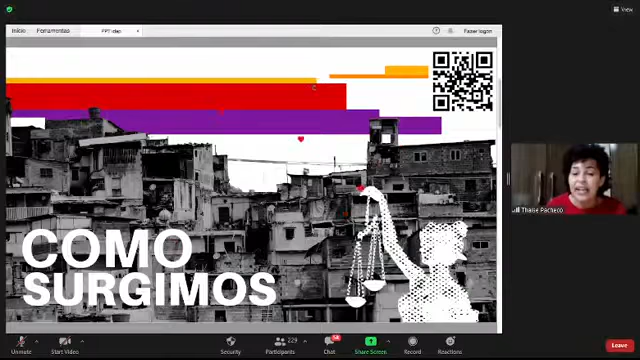 View
Início Ferramentas
Fazer logon
COMO
SURGIMOS
Thaise Pacheco
Unmute Start Video Security Participants 229 Chat Share Screen Record Reactions Leave